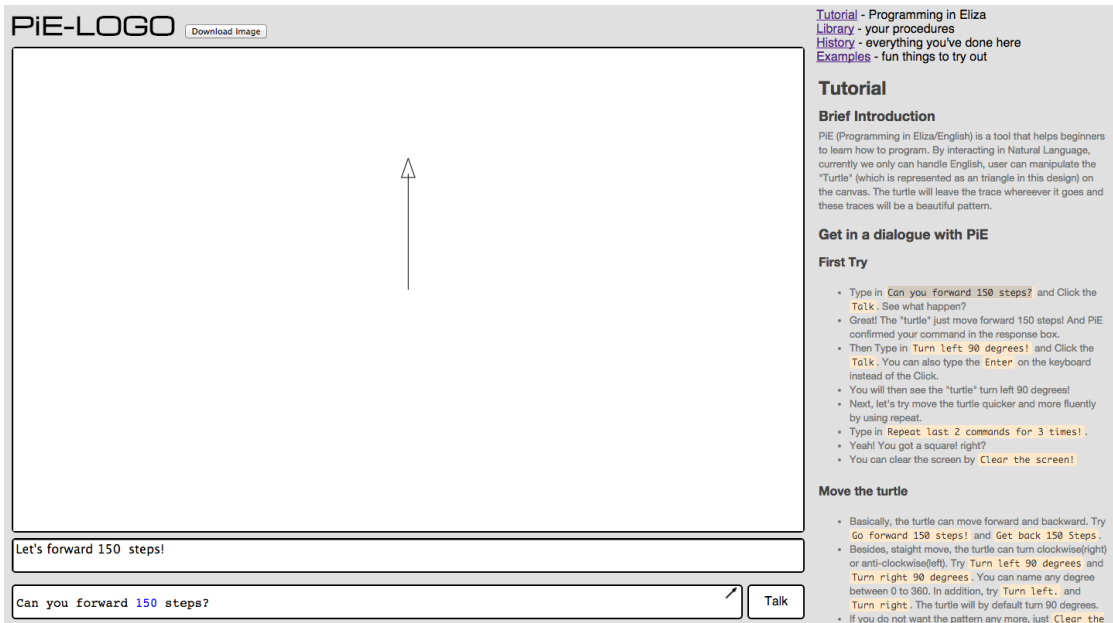 PiE-LOGO Download Image
Let's forward 150 steps!
Can you forward 150 steps?
Talk
Tutorial - Programming in Eliza
Library - your procedures
History - everything you've done here
Examples - fun things to try out
Tutorial
Brief Introduction
PiE (Programming in Eliza/English) is a tool that helps beginners
to learn how to program. By interacting in Natural Language,
currently we only can handle English, user can manipulate the
"Turtle" (which is represented as an triangle in this design) on
the canvas. The turtle will leave the trace whereever it goes and
these traces will be a beautiful pattern.
Get in a dialogue with PiE
First Try
• Type in Can you forward 150 steps? and Click the
Talk. See what happen?
• Great! The "turtle" just move forward 150 steps! And PiE
confirmed your command in the response box.
• Then Type in Turn left 90 degrees! and Click the
Talk. You can also type the Enter on the keyboard
instead of the Click.
• You will then see the "turtle" turn left 90 degrees!
• Next, let's try move the turtle quicker and more fluently
by using repeat.
• Type in Repeat last 2 commands for 3 times!.
• Yeah! You got a square! right?
• You can clear the screen by Clear the screen!
Move the turtle
• Basically, the turtle can move forward and backward. Try
Go forward 150 steps! and Get back 150 Steps.
• Besides, staight move, the turtle can turn clockwise(right)
or anti-clockwise(left). Try Turn left 90 degrees and
Turn right 90 degrees. You can name any degree
between 0 to 360. In addition, try Turn left. and
Turn right. The turtle will by default turn 90 degrees.
• If you do not want the pattern any more, just Clear the